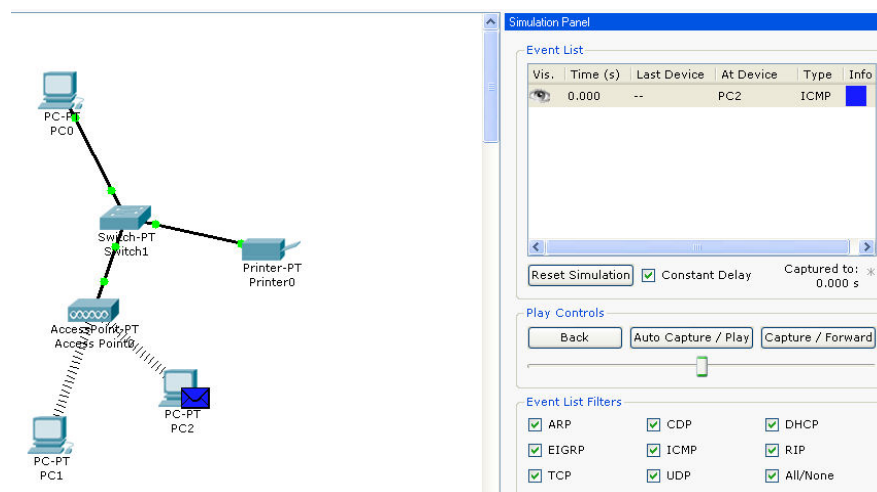 PC-PT
PC0
Switch-PT
Switch1
Printer-PT
Printer0
AccessPoint-PT
Access Point0
PC-PT
PC2
PC-PT
PC1
Simulation Panel
Event List
Vis. Time (s) Last Device At Device Type Info
0.000 -- PC2 ICMP
Reset Simulation Constant Delay Captured to: *
0.000 s
Play Controls
Back Auto Capture / Play Capture / Forward
Event List Filters
ARP CDP DHCP
EIGRP ICMP RIP
TCP UDP All/None